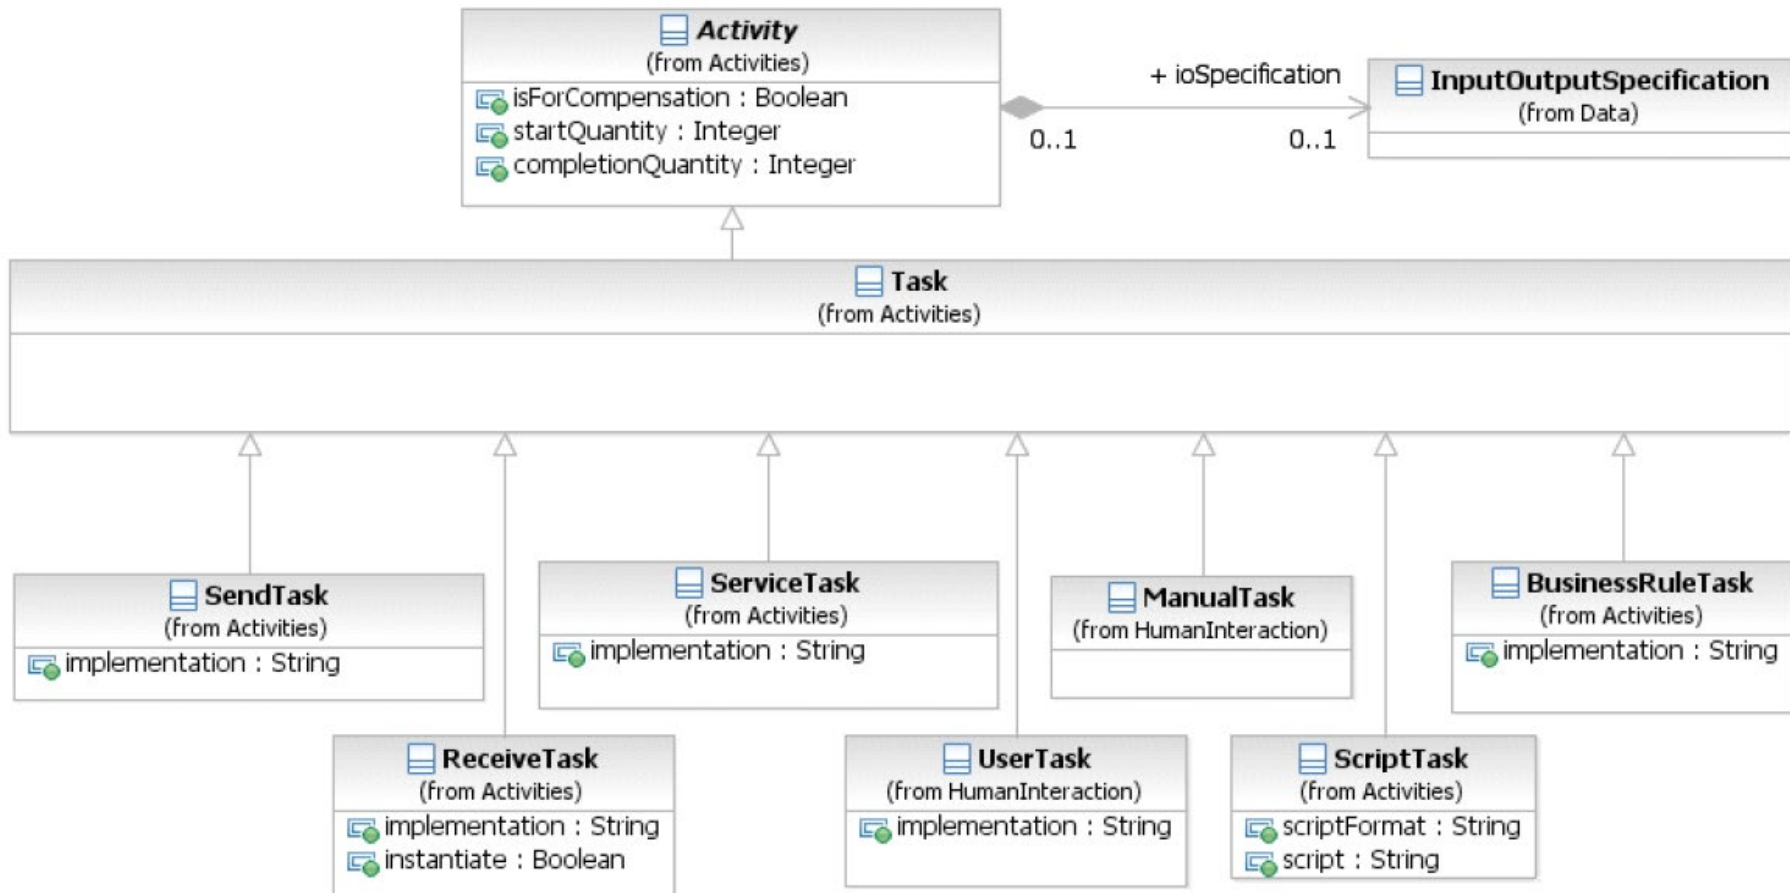 Activity
(from Activities)
isForCompensation : Boolean
startQuantity : Integer
completionQuantity : Integer
+ ioSpecification
0..1
0..1
InputOutputSpecification
(from Data)
Task
(from Activities)
SendTask
(from Activities)
implementation : String
ServiceTask
(from Activities)
implementation : String
ManualTask
(from HumanInteraction)
BusinessRuleTask
(from Activities)
implementation : String
ReceiveTask
(from Activities)
implementation : String
instantiate : Boolean
UserTask
(from HumanInteraction)
implementation : String
ScriptTask
(from Activities)
scriptFormat : String
script : String